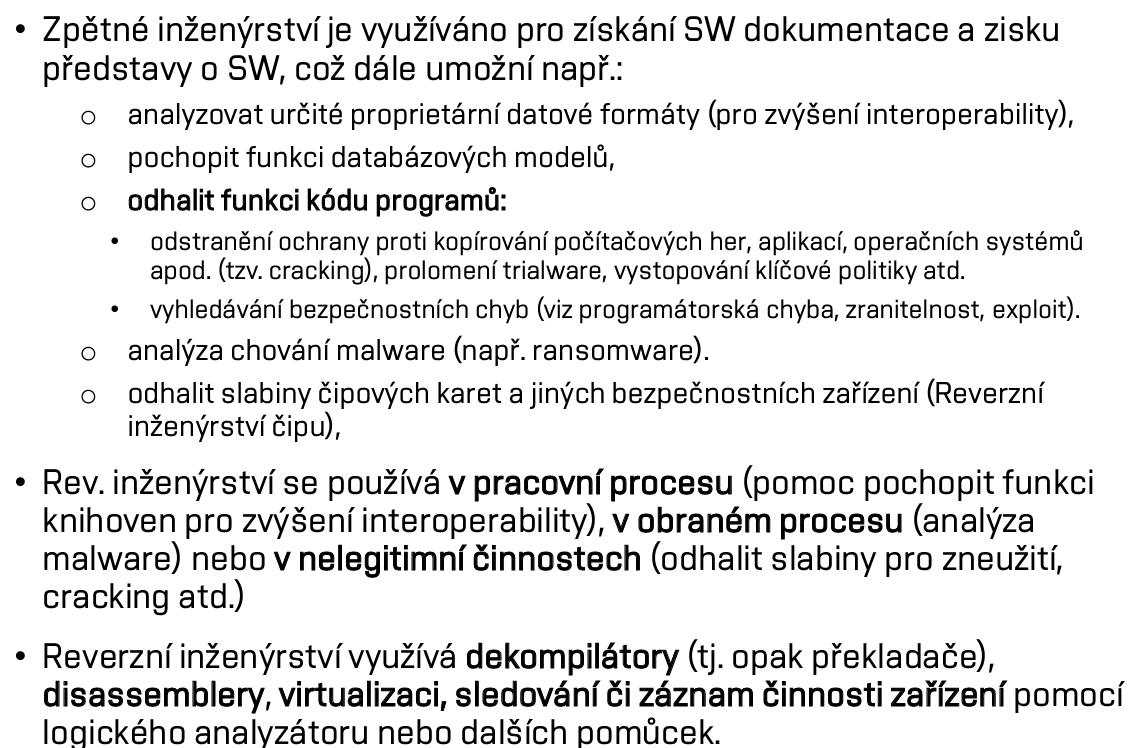 • Zpětné inženýrství je využíváno pro získání SW dokumentace a zisku
představy o SW, což dále umožní např.:
o analyzovat určité proprietární datové formáty (pro zvýšení interoperability),
o pochopit funkci databázových modelů,
o odhalit funkci kódu programů:
• odstranění ochrany proti kopírování počítačových her, aplikací, operačních systémů
apod. (tzv. cracking), prolomení trialware, vystopování klíčové politiky atd.
• vyhledávání bezpečnostních chyb (viz programátorská chyba, zranitelnost, exploit).
o analýza chování malware (např. ransomware).
o odhalit slabiny čipových karet a jiných bezpečnostních zařízení (Reverzní
inženýrství čipu),
• Rev. inženýrství se používá v pracovní procesu (pomoc pochopit funkci
knihoven pro zvýšení interoperability), v obraném procesu (analýza
malware) nebo v nelegitimní činnostech (odhalit slabiny pro zneužití,
cracking atd.)
• Reverzní inženýrství využívá dekompilátory (tj. opak překladače),
disassemblery, virtualizaci, sledování či záznam činnosti zařízení pomocí
logického analyzátoru nebo dalších pomůcek.